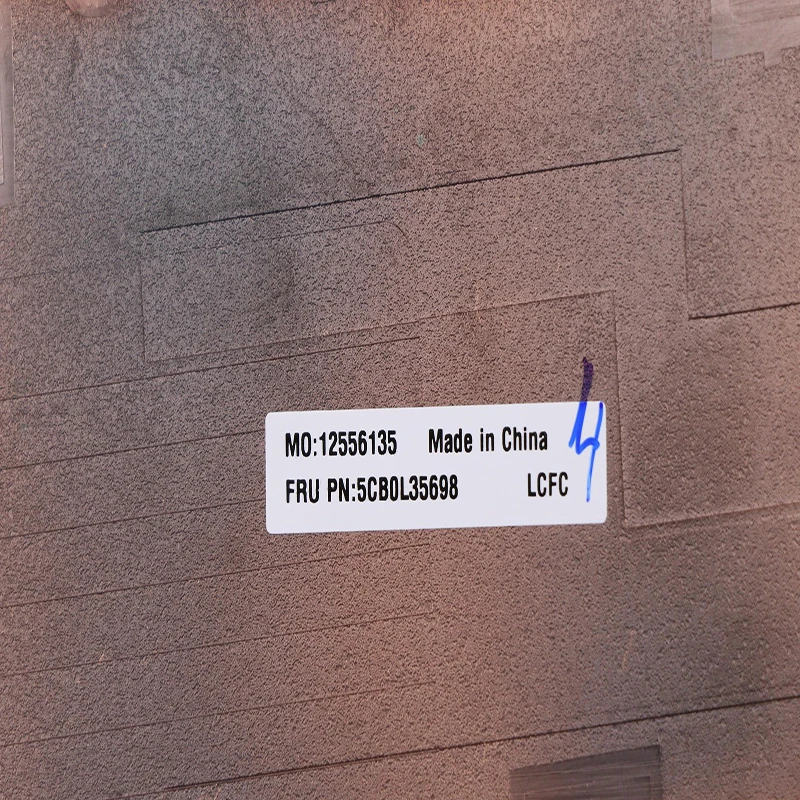 MO:12556135 Made in China 4
FRU PN:5CB0L35698 LCFC